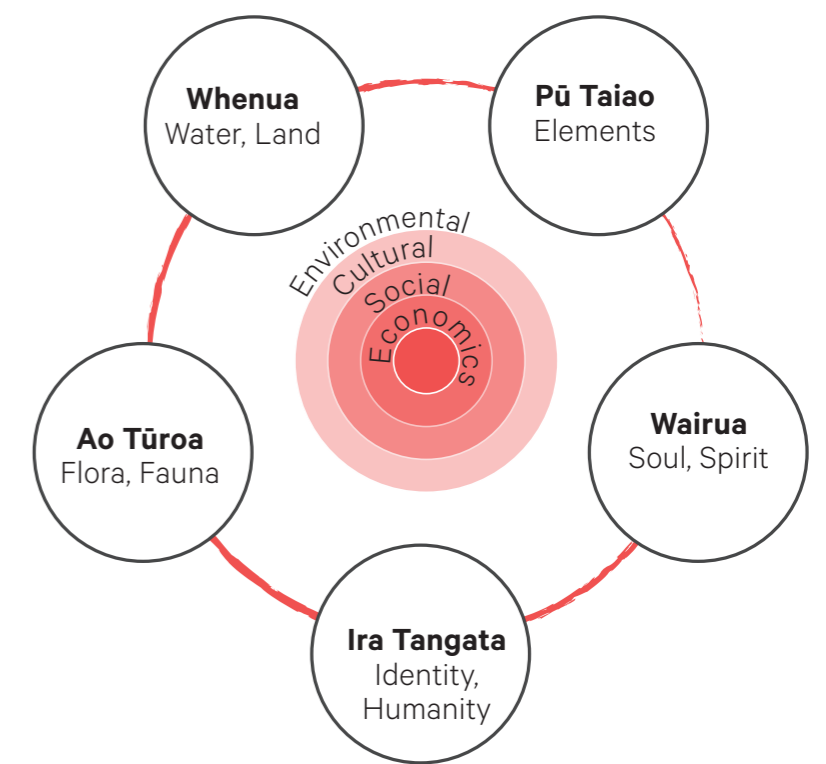 Whenua
Water, Land
Pū Taiao
Elements
Environmental
Cultural
Social
Economics
Ao Tūroa
Flora, Fauna
Wairua
Soul, Spirit
Ira Tangata
Identity,
Humanity